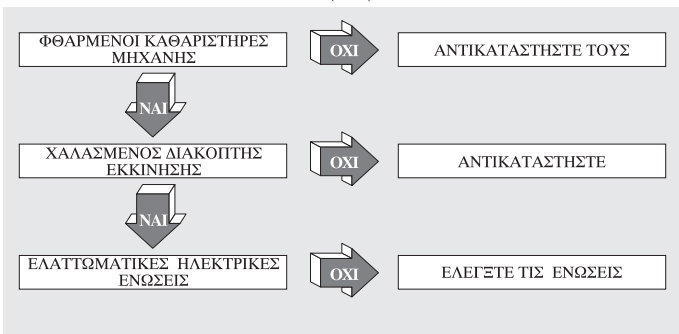 ΦΘΑΡΜΕΝΟΙ ΚΑΘΑΡΙΣΤΗΡΕΣ
ΜΗΧΑΝΗΣ
ΟΧΙ
ΑΝΤΙΚΑΤΑΣΤΗΣΤΕ ΤΟΥΣ
ΝΑΙ
ΧΑΛΑΣΜΕΝΟΣ ΔΙΑΚΟΠΤΗΣ
ΕΚΚΙΝΗΣΗΣ
ΟΧΙ
ΑΝΤΙΚΑΤΑΣΤΗΣΤΕ
ΝΑΙ
ΕΛΑΤΤΩΜΑΤΙΚΕΣ ΗΛΕΚΤΡΙΚΕΣ
ΕΝΩΣΕΙΣ
ΟΧΙ
ΕΛΕΓΞΤΕ ΤΙΣ ΕΝΩΣΕΙΣ